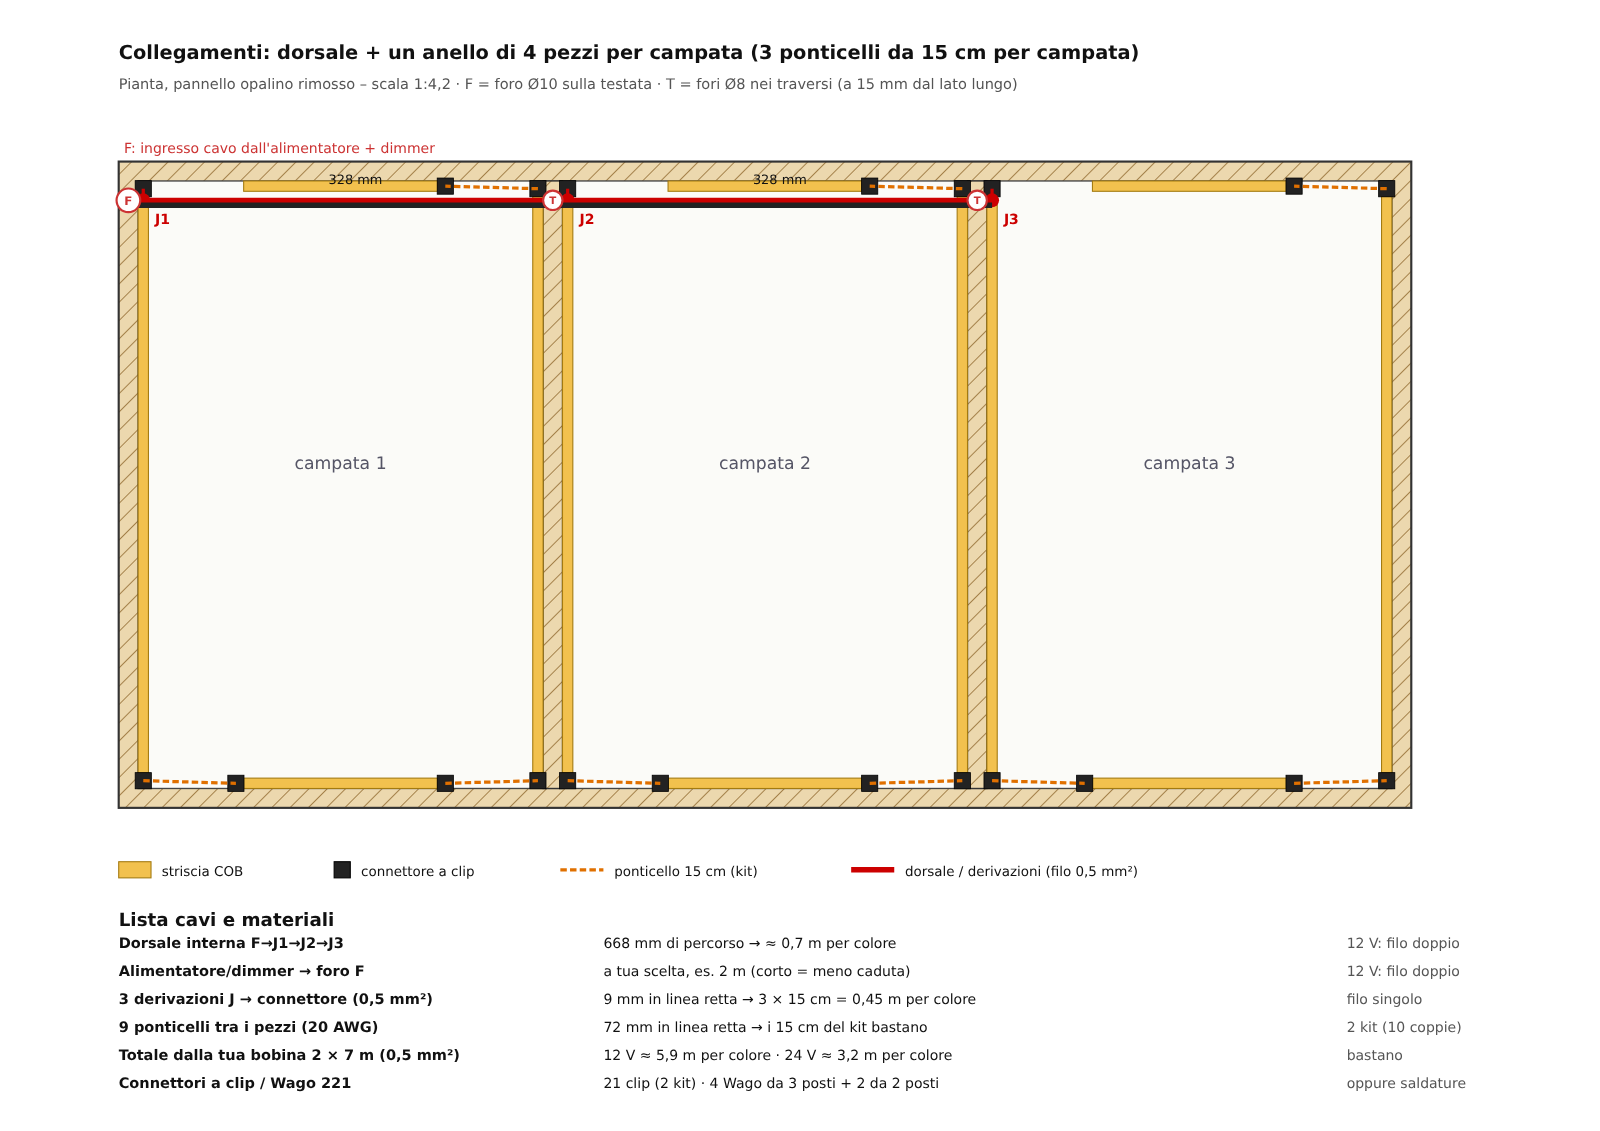 Collegamenti: dorsale + un anello di 4 pezzi per campata (3 ponticelli da 15 cm per campata)
Pianta, pannello opalino rimosso – scala 1:4,2 · F = foro Ø10 sulla testata · T = fori Ø8 nei traversi (a 15 mm dal lato lungo)
F: ingresso cavo dall'alimentatore + dimmer
328 mm 328 mm
F T T
J1 J2 J3
campata 1 campata 2 campata 3
striscia COB connettore a clip ponticello 15 cm (kit) dorsale / derivazioni (filo 0,5 mm²)
Lista cavi e materiali
Dorsale interna F→J1→J2→J3 668 mm di percorso → ≈ 0,7 m per colore 12 V: filo doppio
Alimentatore/dimmer → foro F a tua scelta, es. 2 m (corto = meno caduta) 12 V: filo doppio
3 derivazioni J → connettore (0,5 mm²) 9 mm in linea retta → 3 × 15 cm = 0,45 m per colore filo singolo
9 ponticelli tra i pezzi (20 AWG) 72 mm in linea retta → i 15 cm del kit bastano 2 kit (10 coppie)
Totale dalla tua bobina 2 × 7 m (0,5 mm²) 12 V ≈ 5,9 m per colore · 24 V ≈ 3,2 m per colore bastano
Connettori a clip / Wago 221 21 clip (2 kit) · 4 Wago da 3 posti + 2 da 2 posti oppure saldature